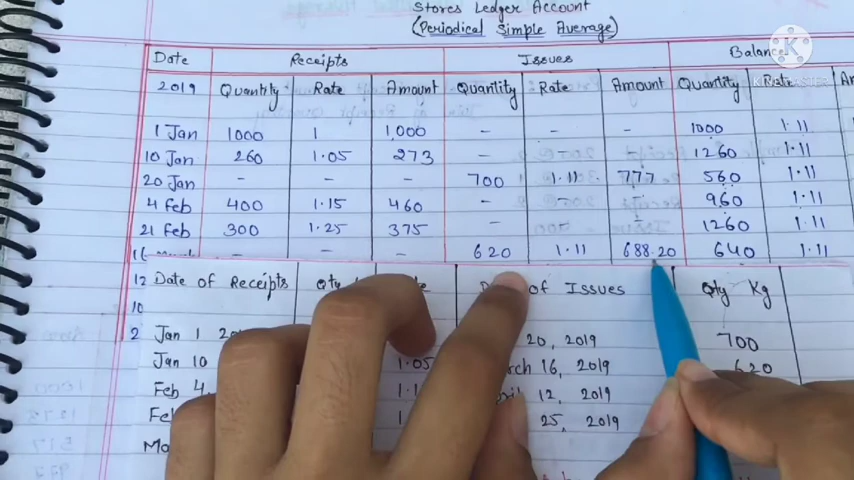 Stores Ledger Account
(Periodical Simple Average)
Date Receipts Issues Balance
2019 Quantity Rate Amount Quantity Rate Amount Quantity Rate
1 Jan 1000 1 1,000 - - - 1000 1.11
10 Jan 260 1.05 273 - - - 1260 1.11
20 Jan - - - 700 1.11 777 560 1.11
4 Feb 400 1.15 460 - - - 960 1.11
21 Feb 300 1.25 375 - - 1260 1.11
- - 620 1.11 688.20 640 1.11
12
10
2
Date of Receipts of Issues Qty Kg
Jan 1 20, 2019 700
Jan 10 1.05 16, 2019 620
Feb 4, 12, 2019
25, 2019
KINEMASTER